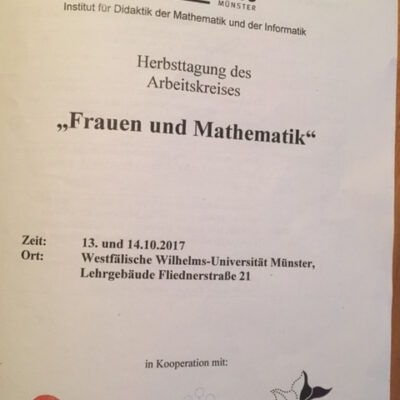 MÜNSTER
Institut für Didaktik der Mathematik und der Informatik
Herbsttagung des
Arbeitskreises
„Frauen und Mathematik“
Zeit: 13. und 14.10.2017
Ort: Westfälische Wilhelms-Universität Münster,
Lehrgebäude Fliednerstraße 21
in Kooperation mit: